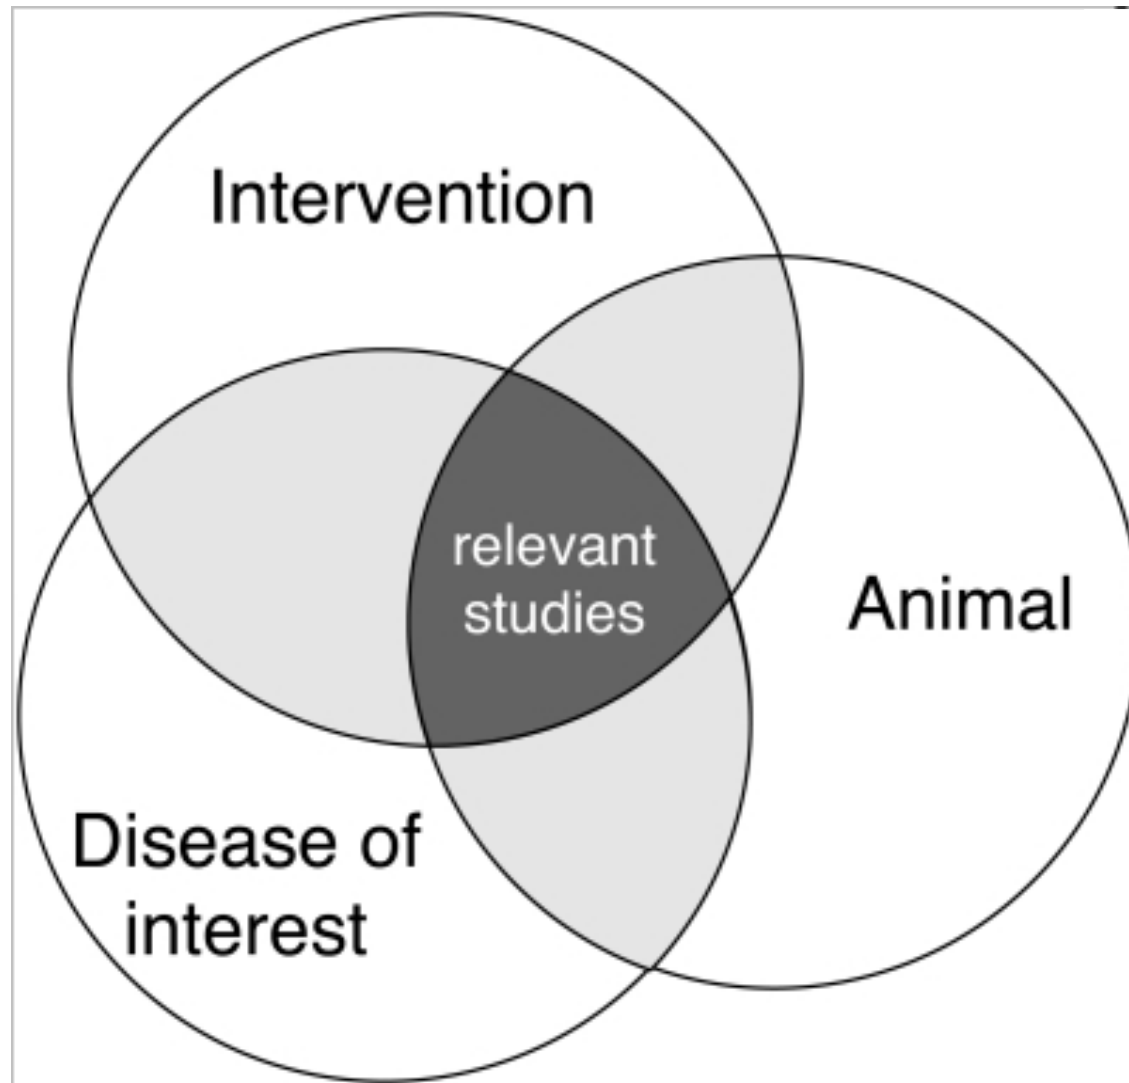 Intervention
relevant
studies
Animal
Disease of
interest